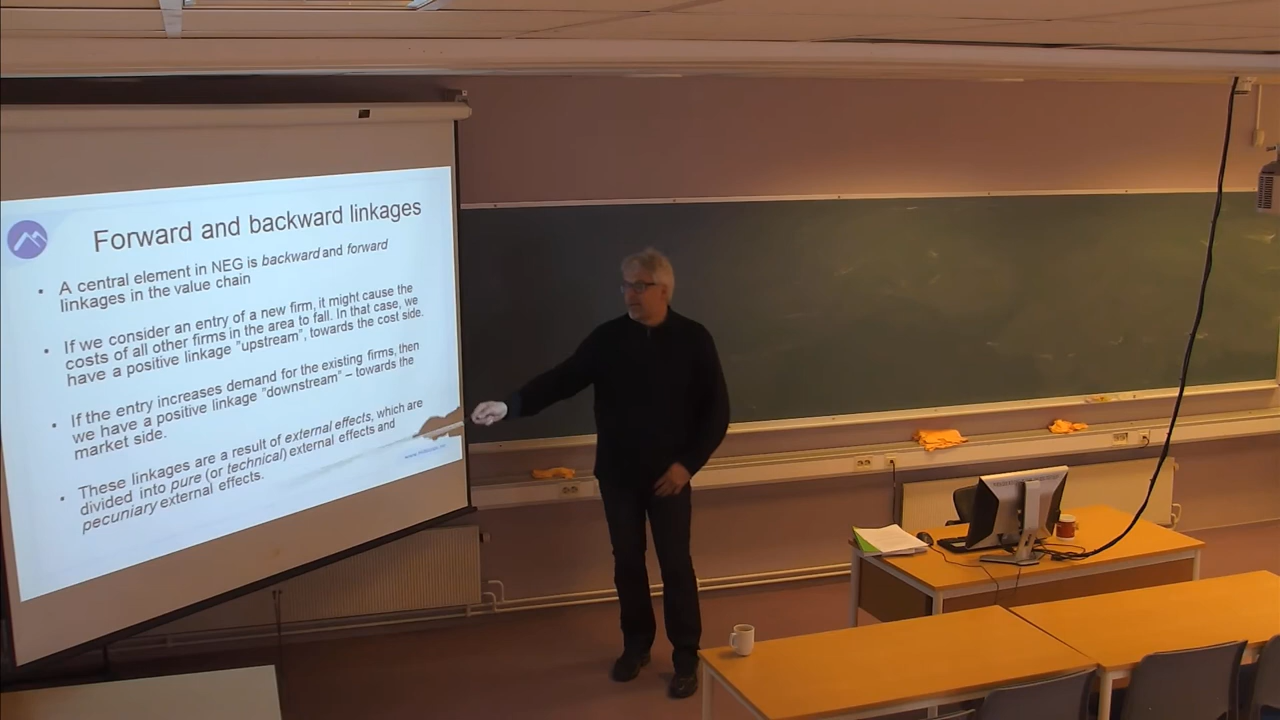 Forward and backward linkages
• A central element in NEG is backward and forward
linkages in the value chain
• If we consider an entry of a new firm, it might cause the
costs of all other firms in the area to fall. In that case, we
have a positive linkage "upstream", towards the cost side.
• If the entry increases demand for the existing firms, then
we have a positive linkage "downstream" – towards the
market side.
• These linkages are a result of external effects, which are
divided into pure (or technical) external effects and
pecuniary external effects.